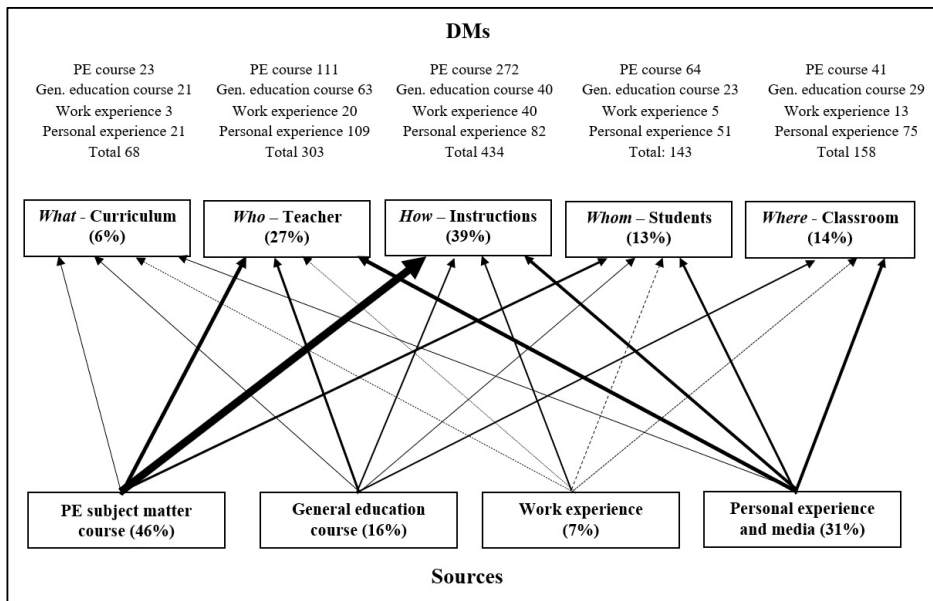 DMs
PE course 23
Gen. education course 21
Work experience 3
Personal experience 21
Total 68
PE course 111
Gen. education course 63
Work experience 20
Personal experience 109
Total 303
PE course 272
Gen. education course 40
Work experience 40
Personal experience 82
Total 434
PE course 64
Gen. education course 23
Work experience 5
Personal experience 51
Total: 143
PE course 41
Gen. education course 29
Work experience 13
Personal experience 75
Total 158
What - Curriculum
(6%)
Who – Teacher
(27%)
How – Instructions
(39%)
Whom – Students
(13%)
Where - Classroom
(14%)
PE subject matter
course (46%)
General education
course (16%)
Work experience
(7%)
Personal experience
and media (31%)
Sources